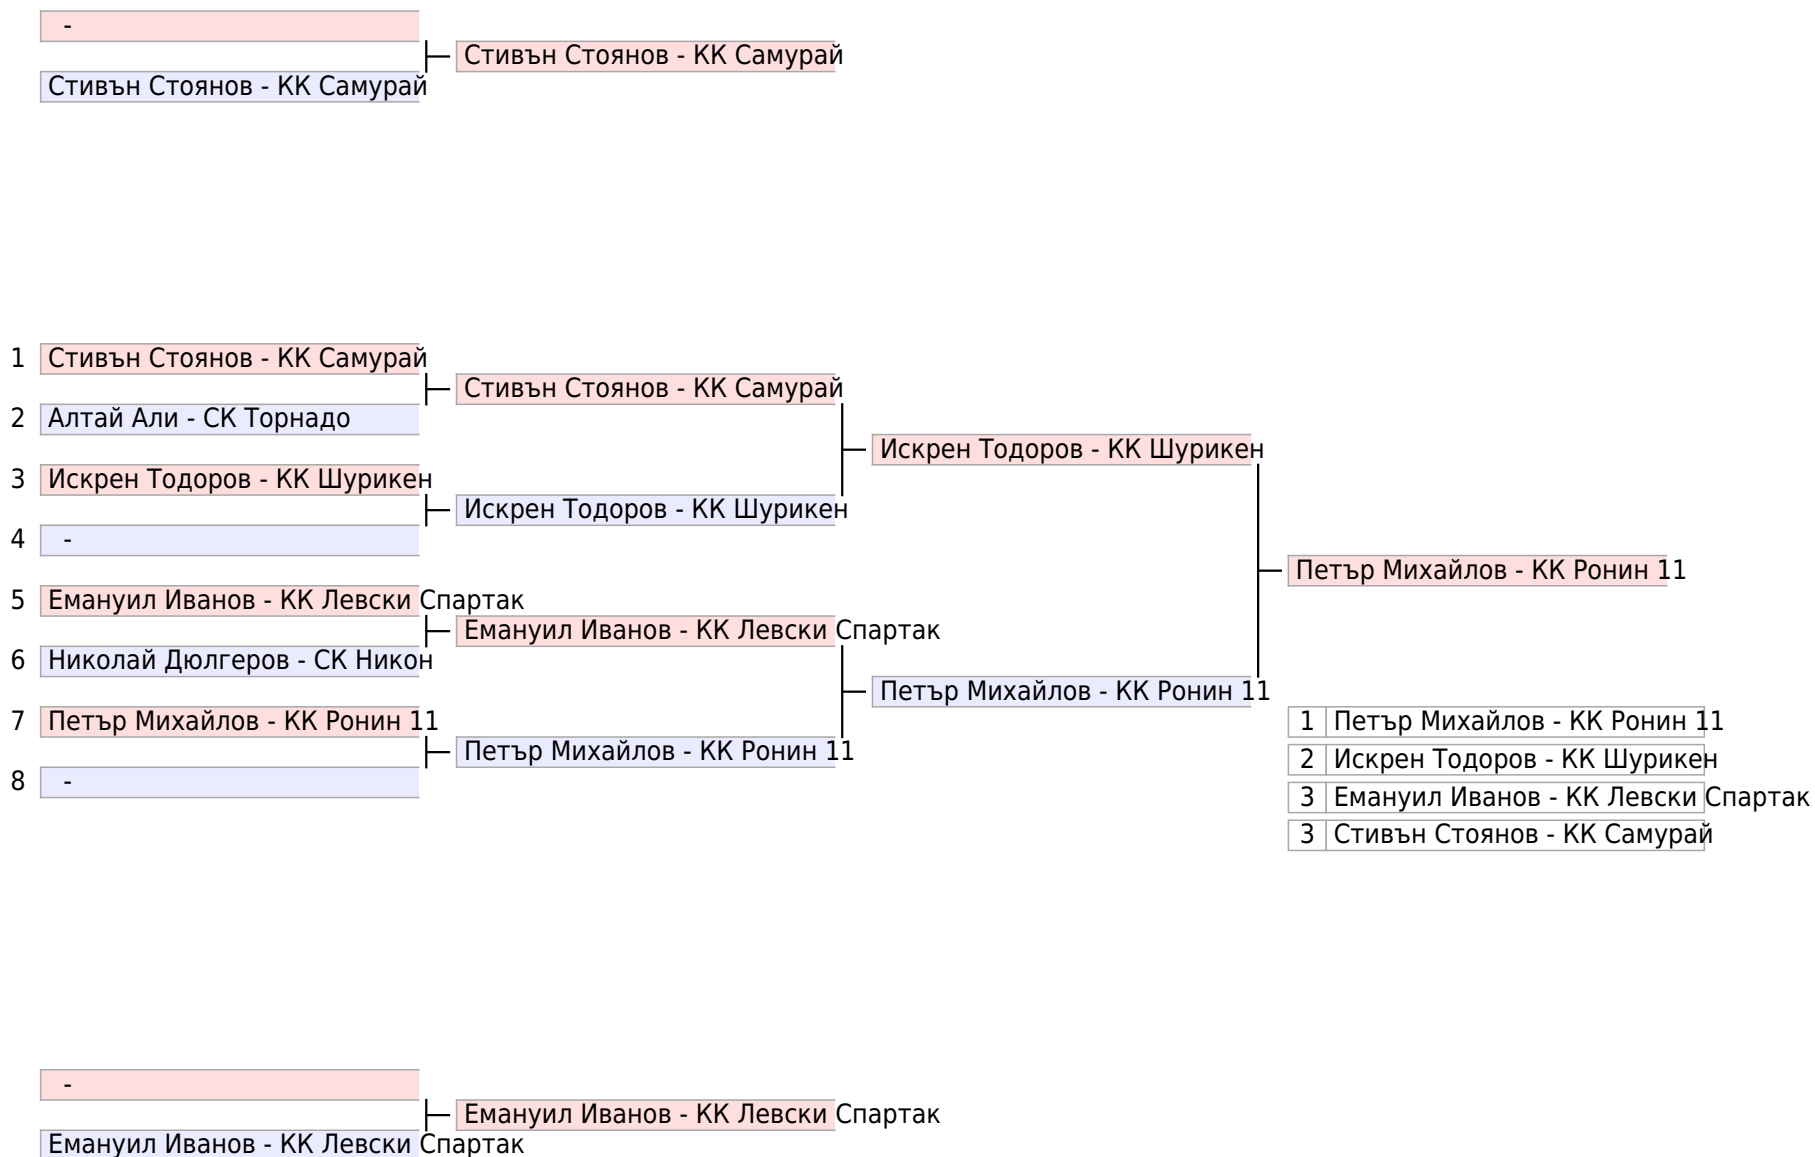 -
Стивън Стоянов - КК Самурай
Стивън Стоянов - КК Самурай
1 Стивън Стоянов - КК Самурай
Стивън Стоянов - КК Самурай
2 Алтай Али - СК Торнадо
Искрен Тодоров - КК Шурикен
3 Искрен Тодоров - КК Шурикен
Искрен Тодоров - КК Шурикен
4 -
Петър Михайлов - КК Ронин 11
5 Емануил Иванов - КК Левски Спартак
Емануил Иванов - КК Левски Спартак
6 Николай Дюлгеров - СК Никон
Петър Михайлов - КК Ронин 11
7 Петър Михайлов - КК Ронин 11
1 Петър Михайлов - КК Ронин 11
Петър Михайлов - КК Ронин 11
2 Искрен Тодоров - КК Шурикен
8 -
3 Емануил Иванов - КК Левски Спартак
3 Стивън Стоянов - КК Самурай
-
Емануил Иванов - КК Левски Спартак
Емануил Иванов - КК Левски Спартак